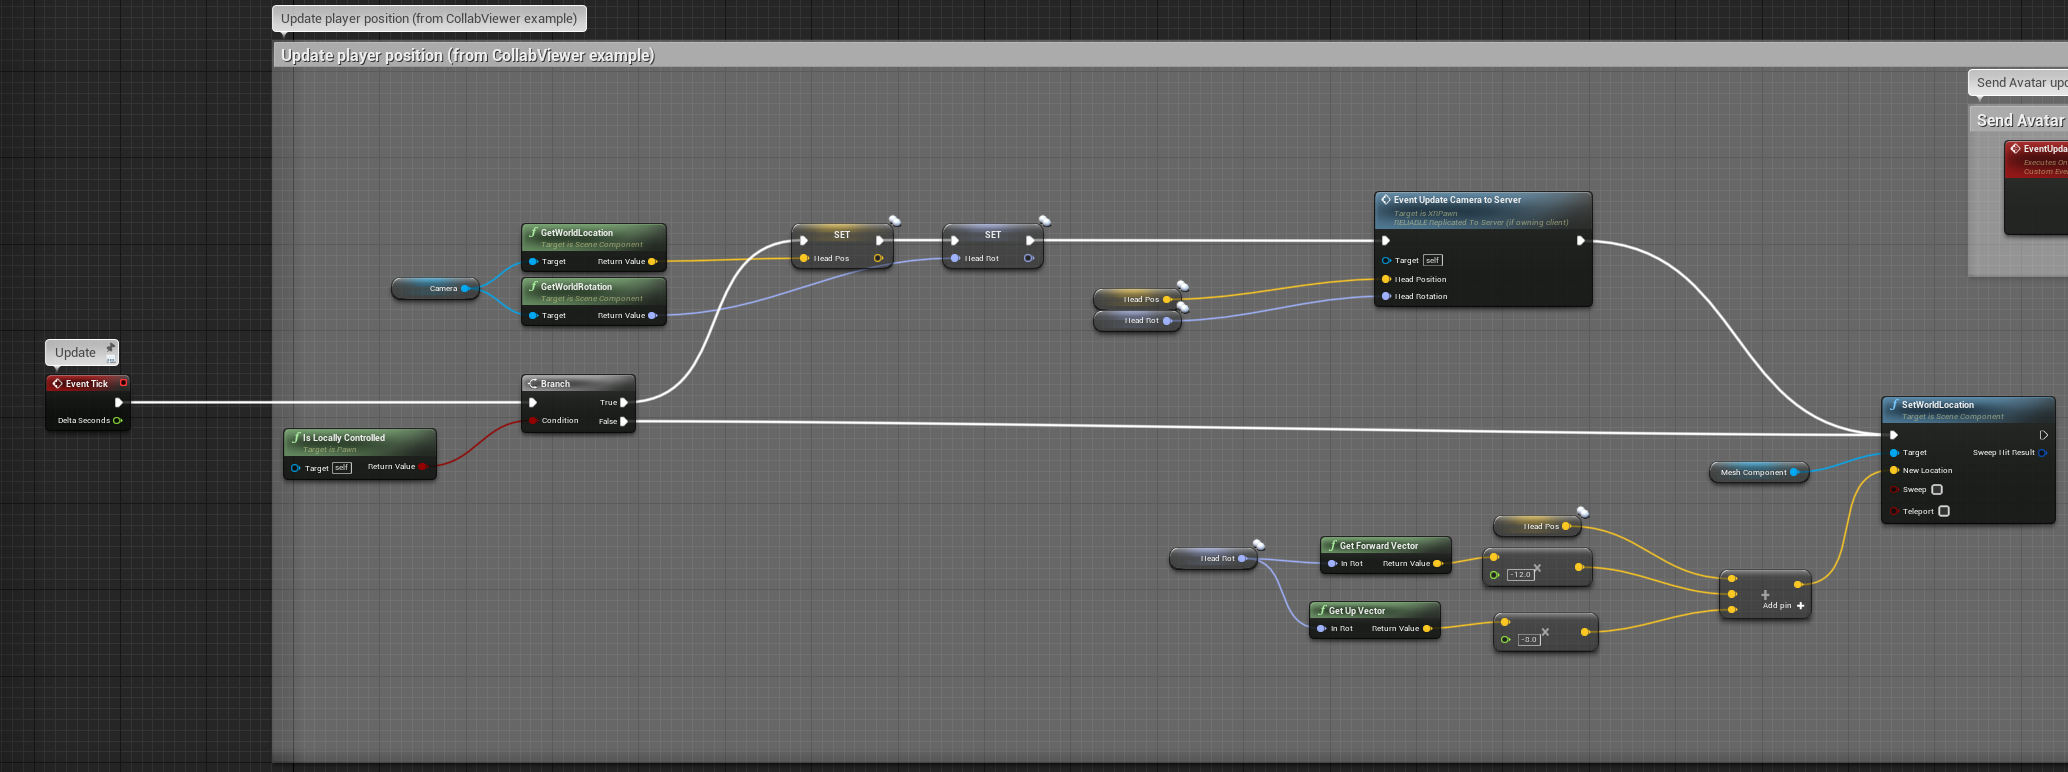 Update player position (from CollabViewer example)
Update player position (from CollabViewer example)
Send Avatar
Send Avatar
Update
Event Tick
Delta Seconds
Is Locally Controlled
Target is Pawn
Target self
Return Value
Camera
GetWorldLocation
Target is Scene Component
Target
Return Value
GetWorldRotation
Target is Scene Component
Target
Return Value
Branch
Condition
True
False
SET
Head Pos
SET
Head Rot
Head Pos
Head Rot
Event Update Camera to Server
Target is XRPawn
RELIABLE Replicated To Server (if owning client)
Target self
Head Position
Head Rotation
Executes On
SetWorldLocation
Target is Scene Component
Target
New Location
Sweep
Teleport
Sweep Hit Result
Mesh Component
Head Pos
Head Rot
Get Forward Vector
In Rot
Return Value
-12.0
Get Up Vector
In Rot
Return Value
Add pin